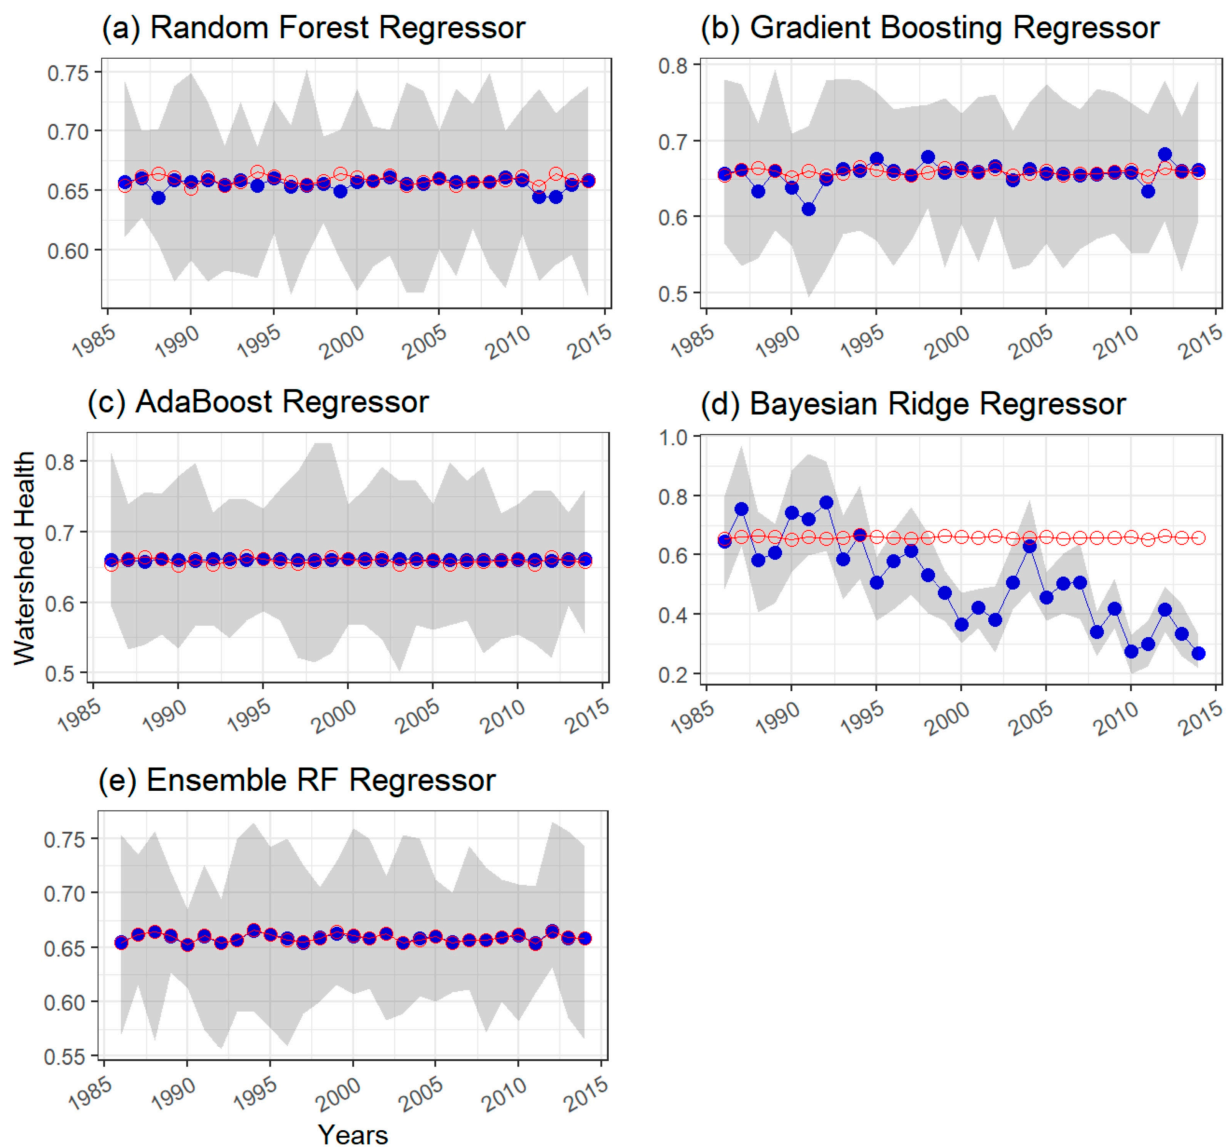 (a) Random Forest Regressor
0.75
0.70
0.65
0.60
1985 1990 1995 2000 2005 2010 2015
(b) Gradient Boosting Regressor
0.8
0.7
0.6
0.5
1985 1990 1995 2000 2005 2010 2015
(c) AdaBoost Regressor
0.8
0.7
0.6
0.5
1985 1990 1995 2000 2005 2010 2015
(d) Bayesian Ridge Regressor
1.0
0.8
0.6
0.4
0.2
1985 1990 1995 2000 2005 2010 2015
Watershed Health
(e) Ensemble RF Regressor
0.75
0.70
0.65
0.60
0.55
1985 1990 1995 2000 2005 2010 2015
Years